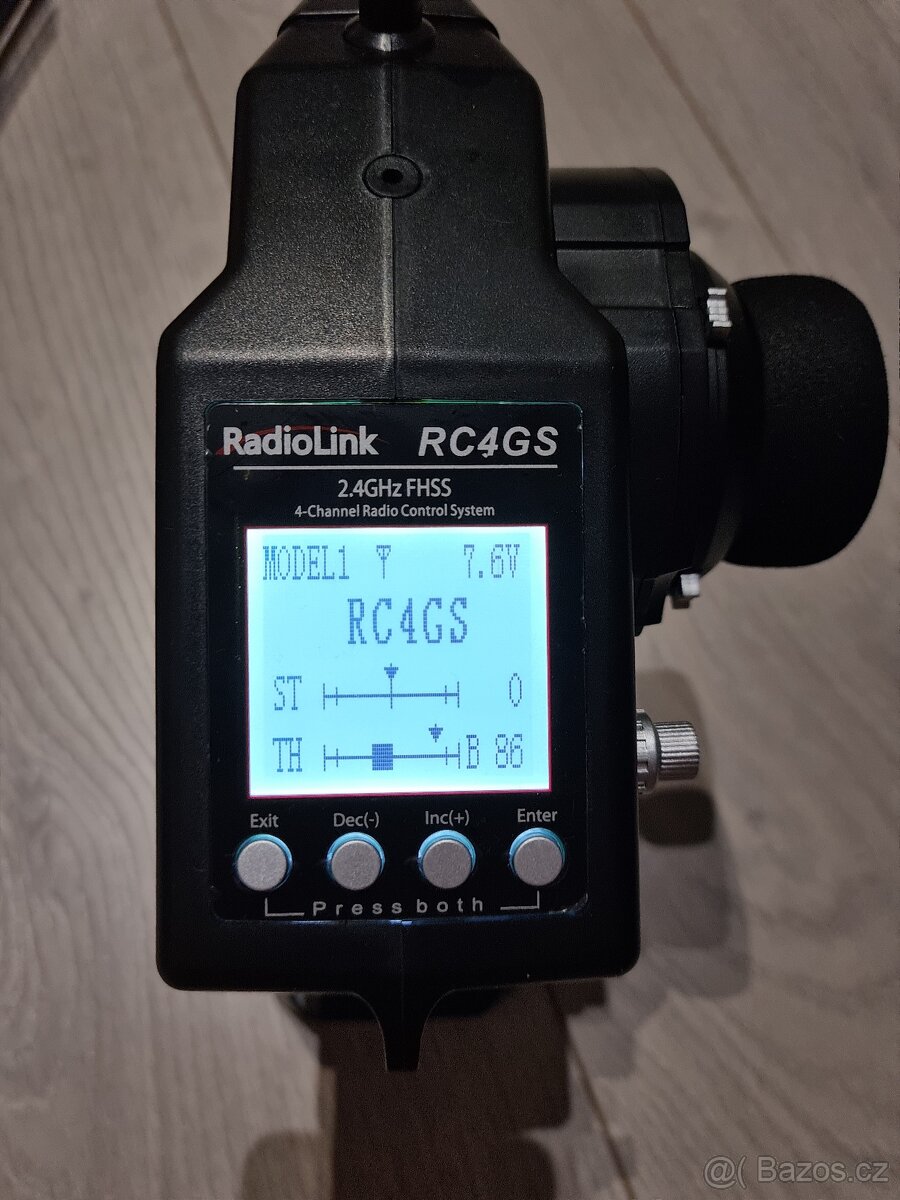 RadioLink RC4GS
2.4GHz FHSS
4-Channel Radio Control System
MODEL1 7.6V
RC4GS
ST 0
TH B 86
Exit Dec(-) Inc(+) Enter
Press both
@( Bazos.cz